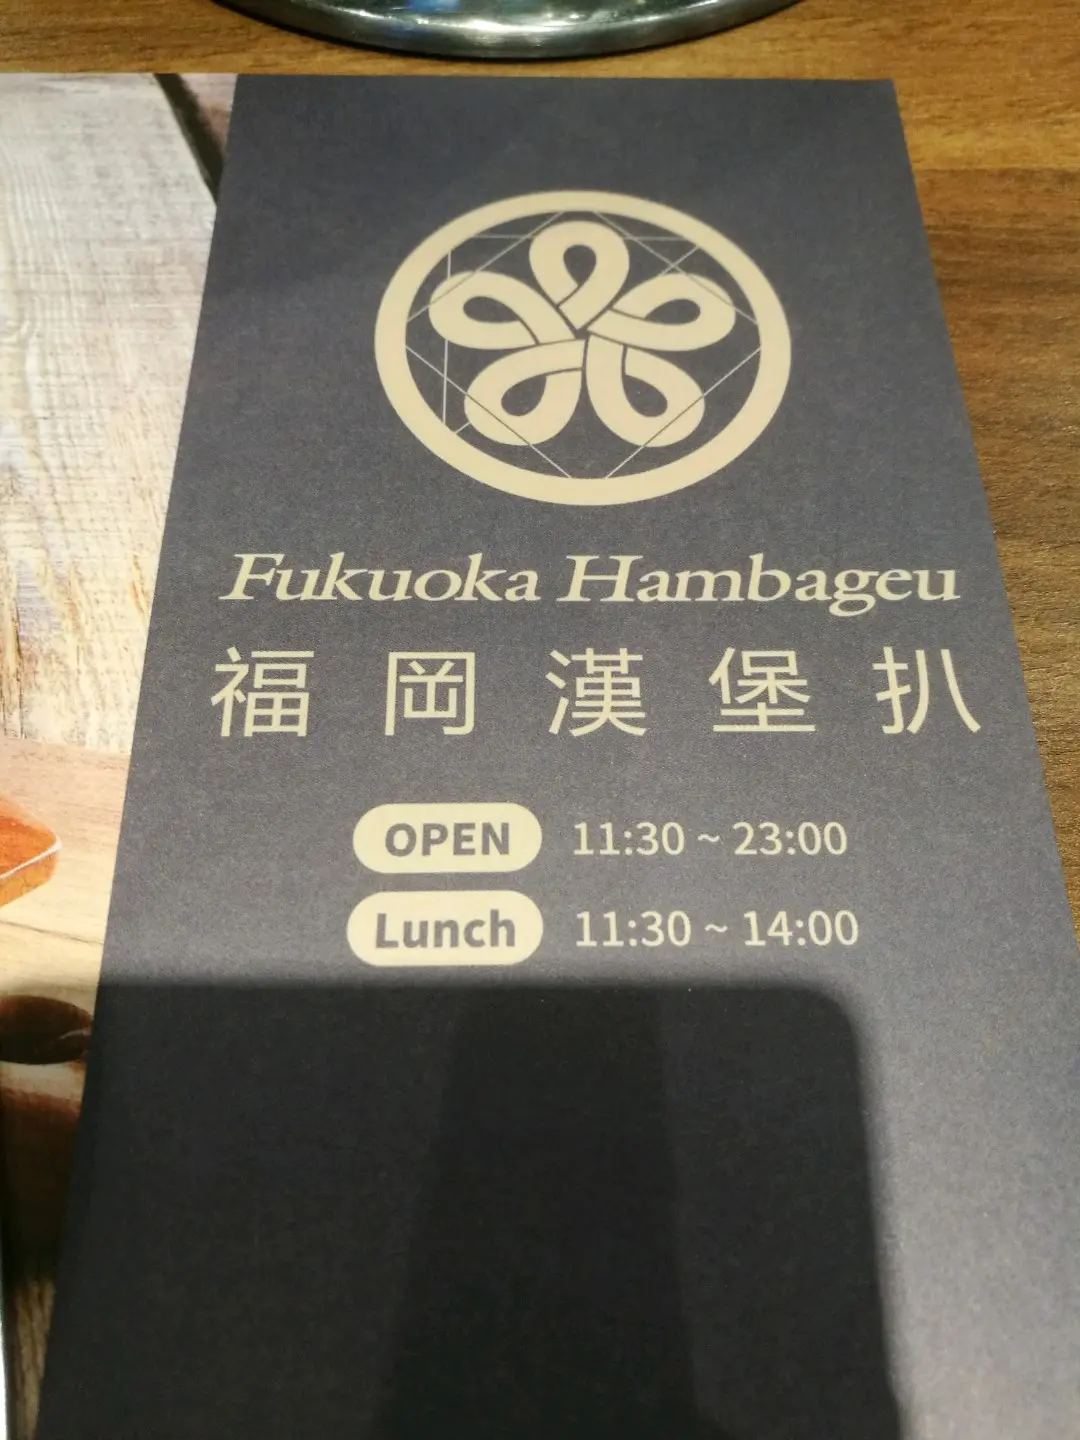 Fukuoka Hambageu
福岡漢堡扒
OPEN 11:30 ~ 23:00
Lunch 11:30 ~ 14:00